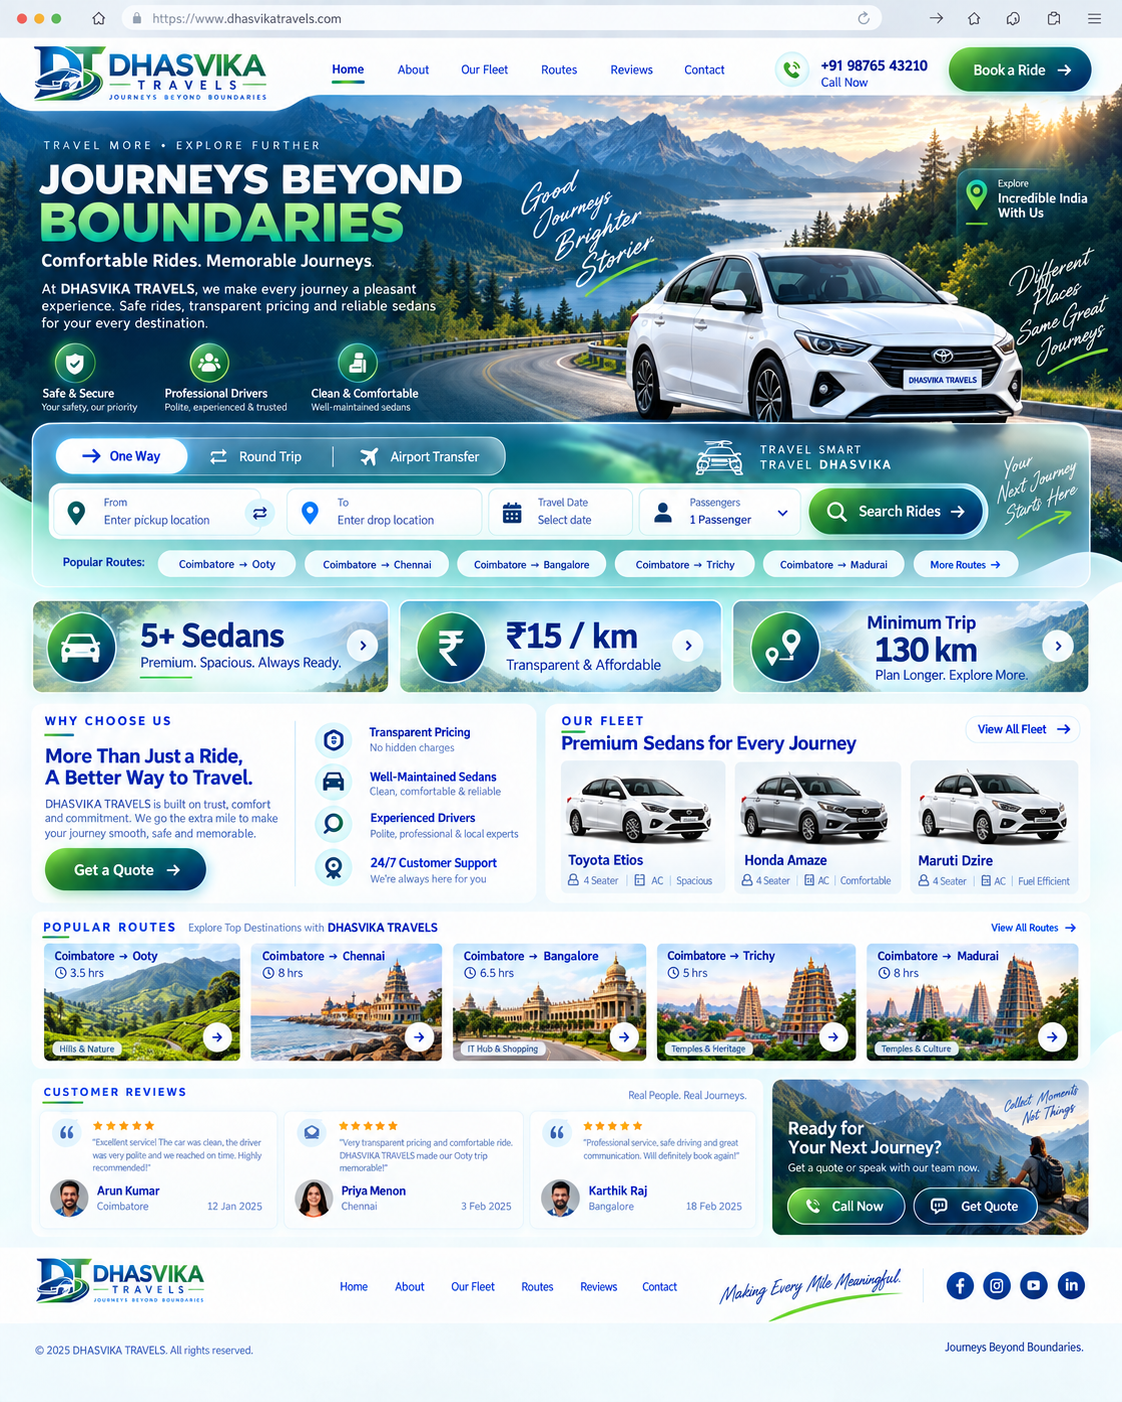 https://www.dhasvikatravels.com
DT DHASVIKA
TRAVELS
JOURNEYS BEYOND BOUNDARIES
Home
About
Our Fleet
Routes
Reviews
Contact
+91 98765 43210
Call Now
Book a Ride
TRAVEL MORE • EXPLORE FURTHER
JOURNEYS BEYOND
BOUNDARIES
Comfortable Rides. Memorable Journeys.
At DHASVIKA TRAVELS, we make every journey a pleasant
experience. Safe rides, transparent pricing and reliable sedans
for your every destination.
Safe & Secure
Your safety, our priority
Professional Drivers
Polite, experienced & trusted
Clean & Comfortable
Well-maintained sedans
Good
Journeys
Brighter
Stories
Explore
Incredible India
With Us
Different
Places
Same Great
Journeys
DHASVIKA TRAVELS
→ One Way
Round Trip
Airport Transfer
TRAVEL SMART
TRAVEL DHASVIKA
Your
Next Journey
Starts Here
From
Enter pickup location
To
Enter drop location
Travel Date
Select date
Passengers
1 Passenger
Search Rides →
Popular Routes:
Coimbatore → Ooty
Coimbatore → Chennai
Coimbatore → Bangalore
Coimbatore → Trichy
Coimbatore → Madurai
More Routes →
5+ Sedans
Premium. Spacious. Always Ready.
₹
₹15 / km
Transparent & Affordable
Minimum Trip
130 km
Plan Longer. Explore More.
WHY CHOOSE US
More Than Just a Ride,
A Better Way to Travel.
DHASVIKA TRAVELS is built on trust, comfort
and commitment. We go the extra mile to make
your journey smooth, safe and memorable.
Get a Quote →
Transparent Pricing
No hidden charges
Well-Maintained Sedans
Clean, comfortable & reliable
Experienced Drivers
Polite, professional & local experts
24/7 Customer Support
We're always here for you
OUR FLEET
Premium Sedans for Every Journey
View All Fleet →
Toyota Etios
4 Seater | AC | Spacious
Honda Amaze
4 Seater | AC | Comfortable
Maruti Dzire
4 Seater | AC | Fuel Efficient
POPULAR ROUTES
Explore Top Destinations with DHASVIKA TRAVELS
View All Routes →
Coimbatore → Ooty
3.5 hrs
Hills & Nature
Coimbatore → Chennai
8 hrs
Coimbatore → Bangalore
6.5 hrs
IT Hub & Shopping
Coimbatore → Trichy
5 hrs
Temples & Heritage
Coimbatore → Madurai
8 hrs
Temples & Culture
CUSTOMER REVIEWS
Real People. Real Journeys.
"Excellent service! The car was clean, the driver
was very polite and we reached on time. Highly
recommended!"
Arun Kumar
Coimbatore
12 Jan 2025
"Very transparent pricing and comfortable ride.
DHASVIKA TRAVELS made our Ooty trip
memorable!"
Priya Menon
Chennai
3 Feb 2025
"Professional service, safe driving and great
communication. Will definitely book again!"
Karthik Raj
Bangalore
18 Feb 2025
Collect Moments
Not Things
Ready for
Your Next Journey?
Get a quote or speak with our team now.
Call Now
Get Quote
DT DHASVIKA
TRAVELS
JOURNEYS BEYOND BOUNDARIES
Home
About
Our Fleet
Routes
Reviews
Contact
Making Every Mile Meaningful.
© 2025 DHASVIKA TRAVELS. All rights reserved.
Journeys Beyond Boundaries.